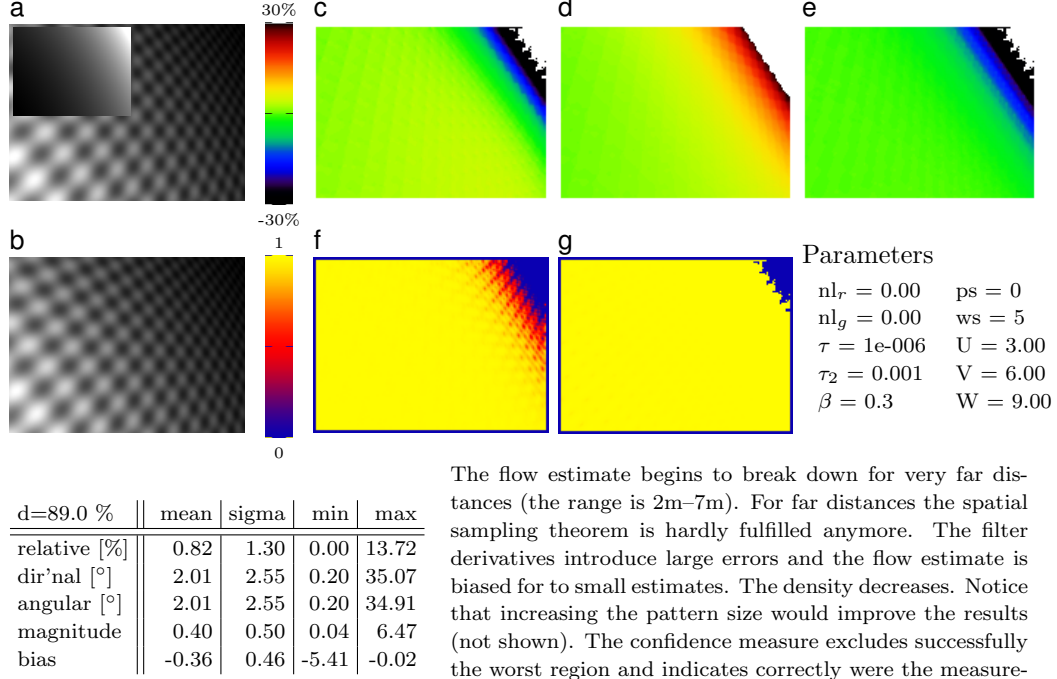 a
30%
c
d
e
-30%
b
1
f
g
0
Parameters
nl_r = 0.00 ps = 0
nl_g = 0.00 ws = 5
τ = 1e-006 U = 3.00
τ_2 = 0.001 V = 6.00
β = 0.3 W = 9.00
d=89.0 % mean sigma min max
relative [%] 0.82 1.30 0.00 13.72
dir'nal [°] 2.01 2.55 0.20 35.07
angular [°] 2.01 2.55 0.20 34.91
magnitude 0.40 0.50 0.04 6.47
bias -0.36 0.46 -5.41 -0.02
The flow estimate begins to break down for very far dis-
tances (the range is 2m–7m). For far distances the spatial
sampling theorem is hardly fulfilled anymore. The filter
derivatives introduce large errors and the flow estimate is
biased for to small estimates. The density decreases. Notice
that increasing the pattern size would improve the results
(not shown). The confidence measure excludes successfully
the worst region and indicates correctly were the measure-